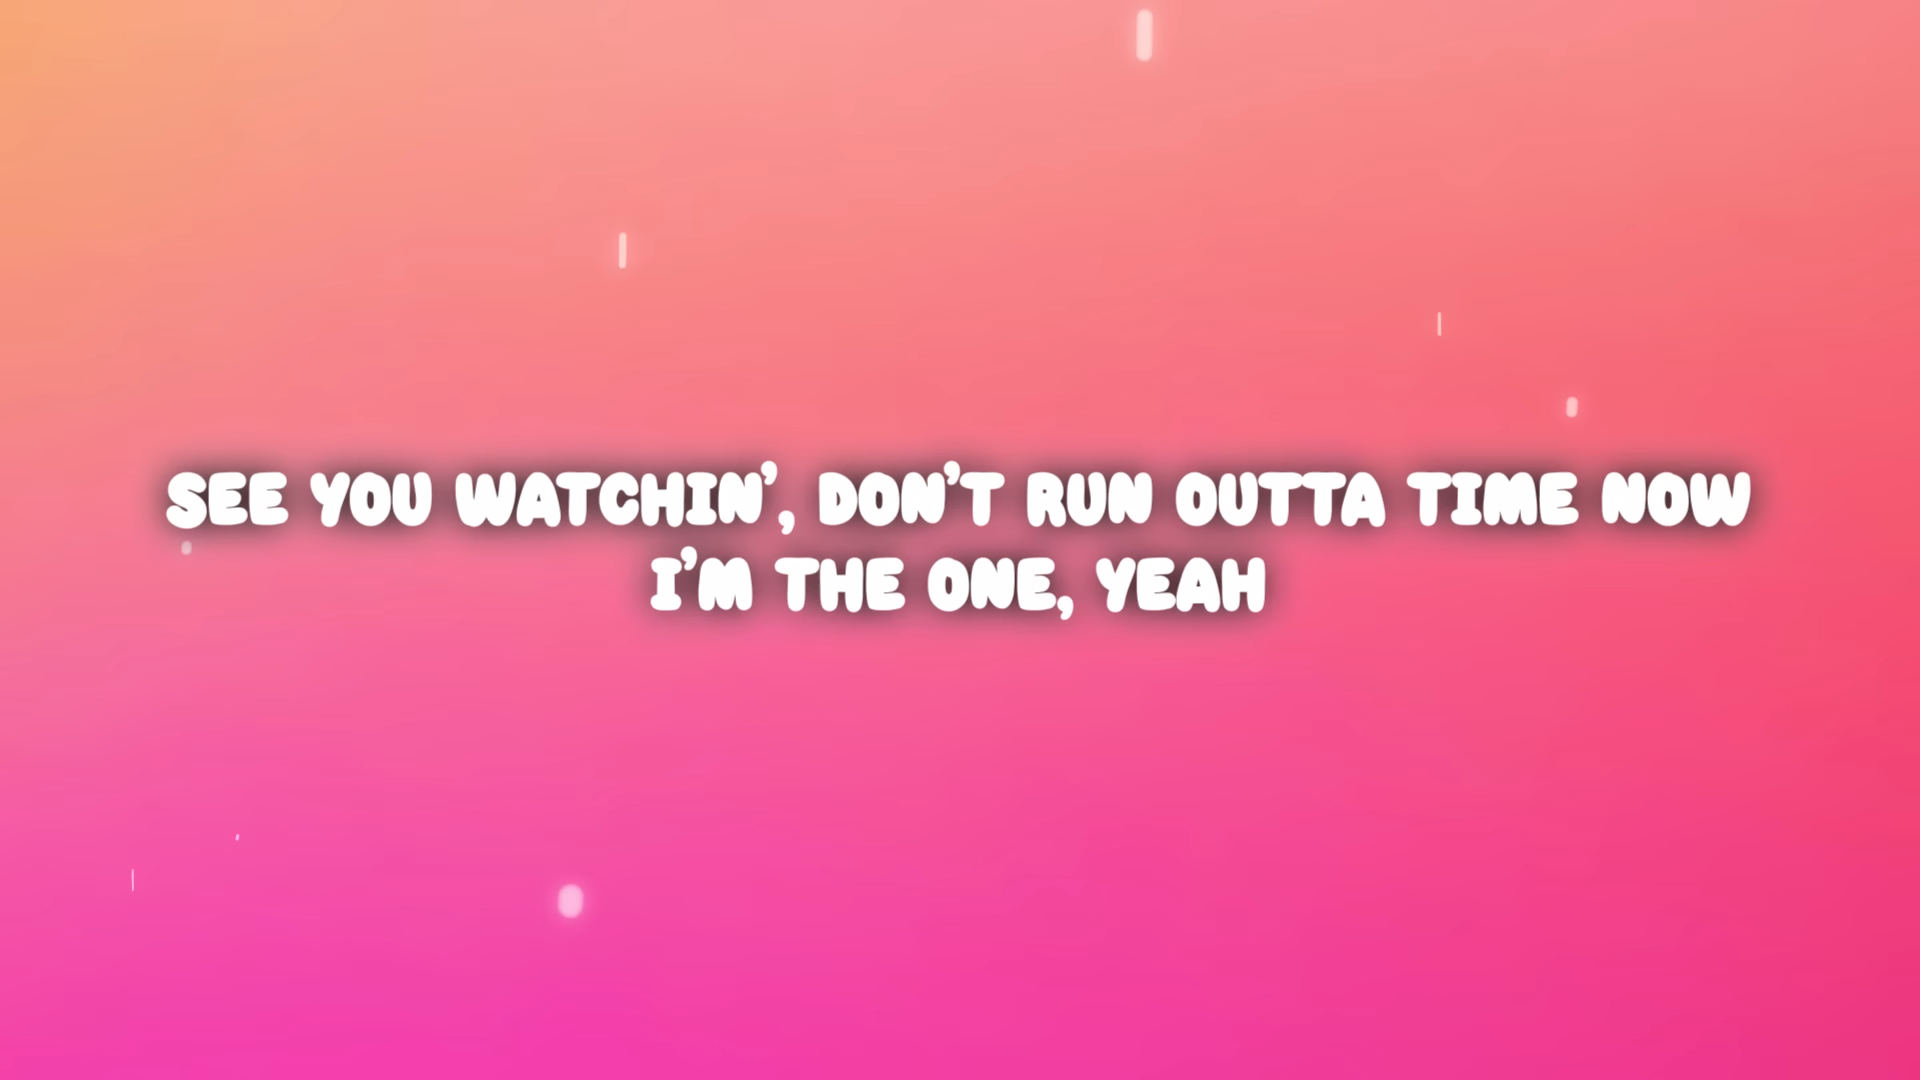 SEE YOU WATCHIN’, DON’T RUN OUTTA TIME NOW
I’M THE ONE, YEAH